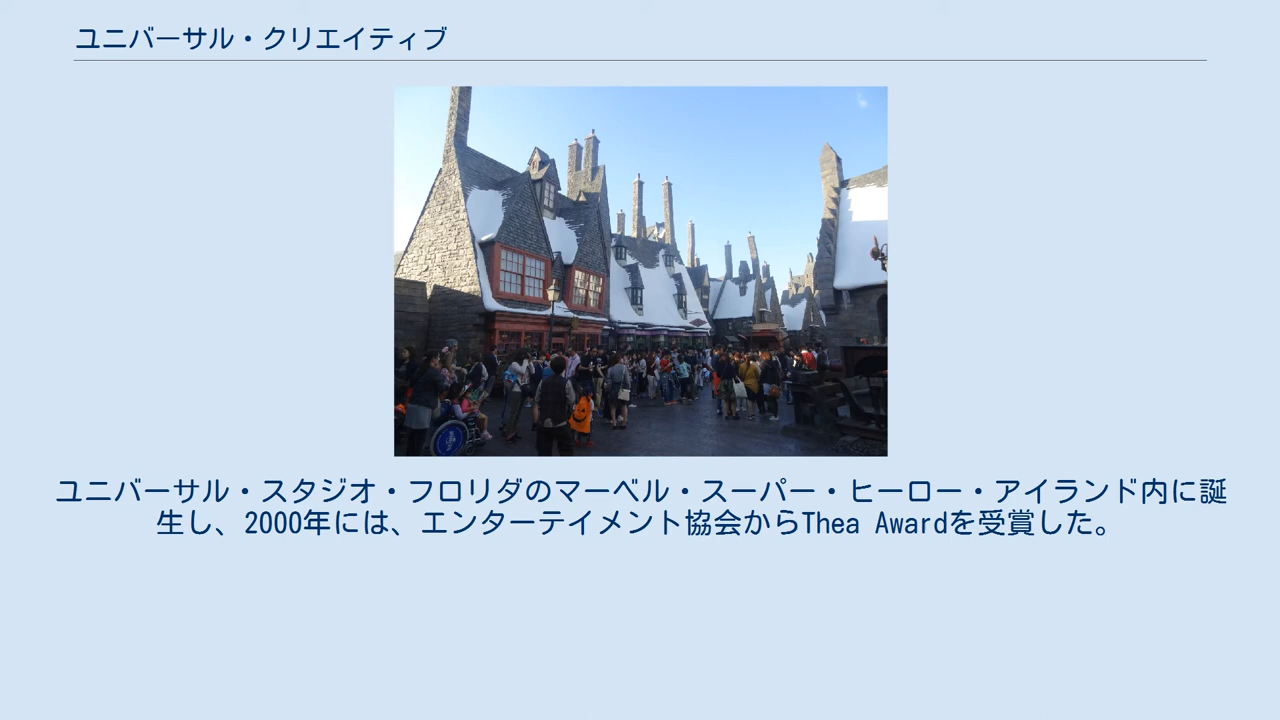 ユニバーサル・クリエイティブ
ユニバーサル・スタジオ・フロリダのマーベル・スーパー・ヒーロー・アイランド内に誕
生し、2000年には、エンターテイメント協会からThea Awardを受賞した。